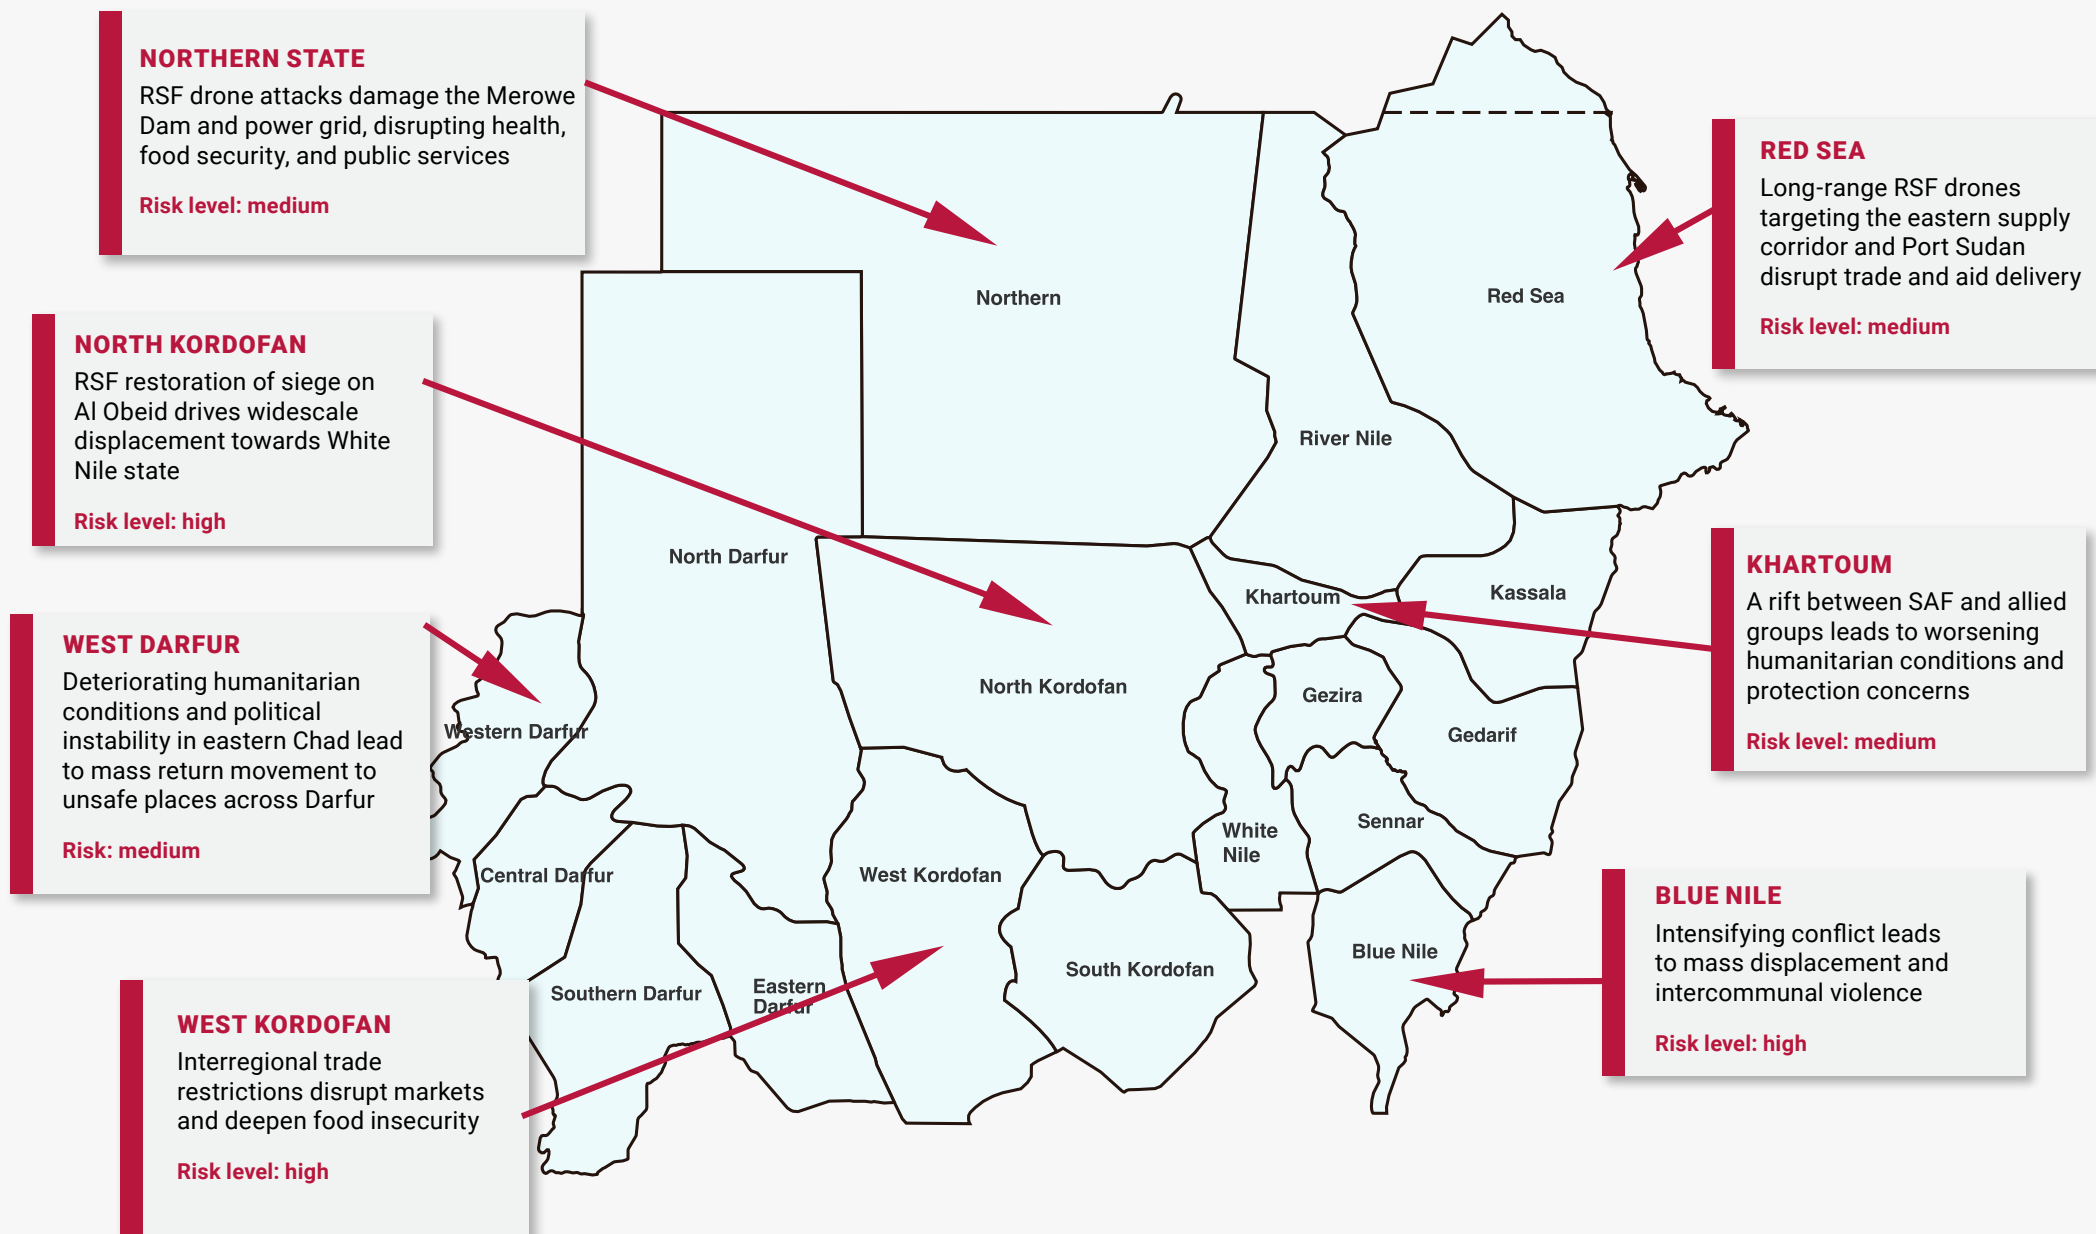 NORTHERN STATE
RSF drone attacks damage the Merowe
Dam and power grid, disrupting health,
food security, and public services
Risk level: medium
RED SEA
Long-range RSF drones
targeting the eastern supply
corridor and Port Sudan
disrupt trade and aid delivery
Risk level: medium
NORTH KORDOFAN
RSF restoration of siege on
Al Obeid drives widescale
displacement towards White
Nile state
Risk level: high
KHARTOUM
A rift between SAF and allied
groups leads to worsening
humanitarian conditions and
protection concerns
Risk level: medium
WEST DARFUR
Deteriorating humanitarian
conditions and political
instability in eastern Chad lead
to mass return movement to
unsafe places across Darfur
Risk: medium
BLUE NILE
Intensifying conflict leads
to mass displacement and
intercommunal violence
Risk level: high
WEST KORDOFAN
Interregional trade
restrictions disrupt markets
and deepen food insecurity
Risk level: high
Northern
Red Sea
River Nile
North Darfur
Khartoum
Kassala
North Kordofan
Gezira
Western Darfur
Gedarif
Sennar
White
Nile
Central Darfur
West Kordofan
Blue Nile
South Kordofan
Southern Darfur
Eastern
Darfur